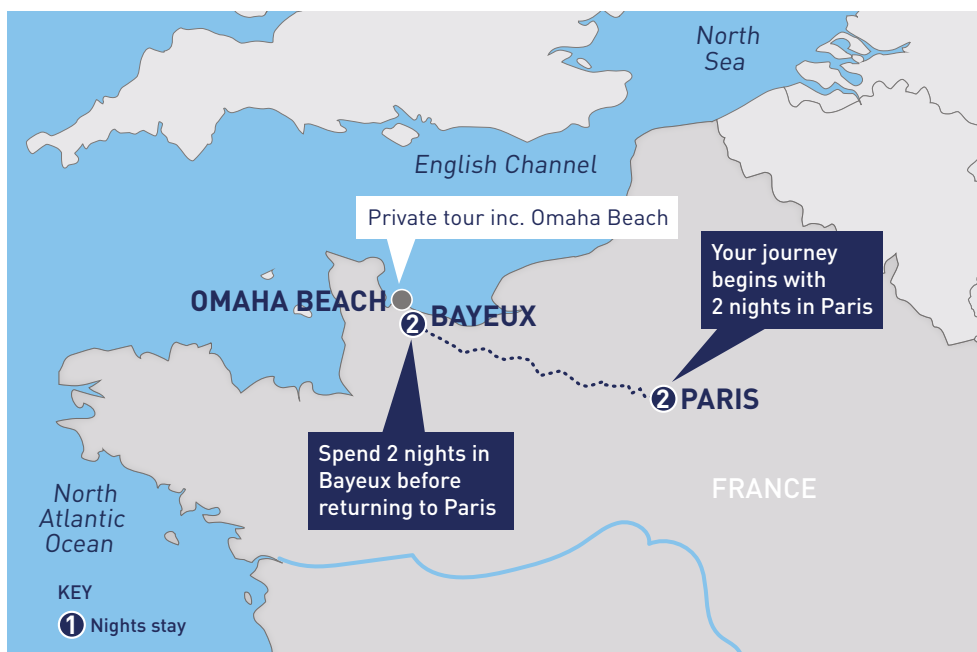 North
Sea
English Channel
Private tour inc. Omaha Beach
Your journey
begins with
2 nights in Paris
OMAHA BEACH
2 BAYEUX
2 PARIS
Spend 2 nights in
Bayeux before
returning to Paris
FRANCE
North
Atlantic
Ocean
KEY
1 Nights stay